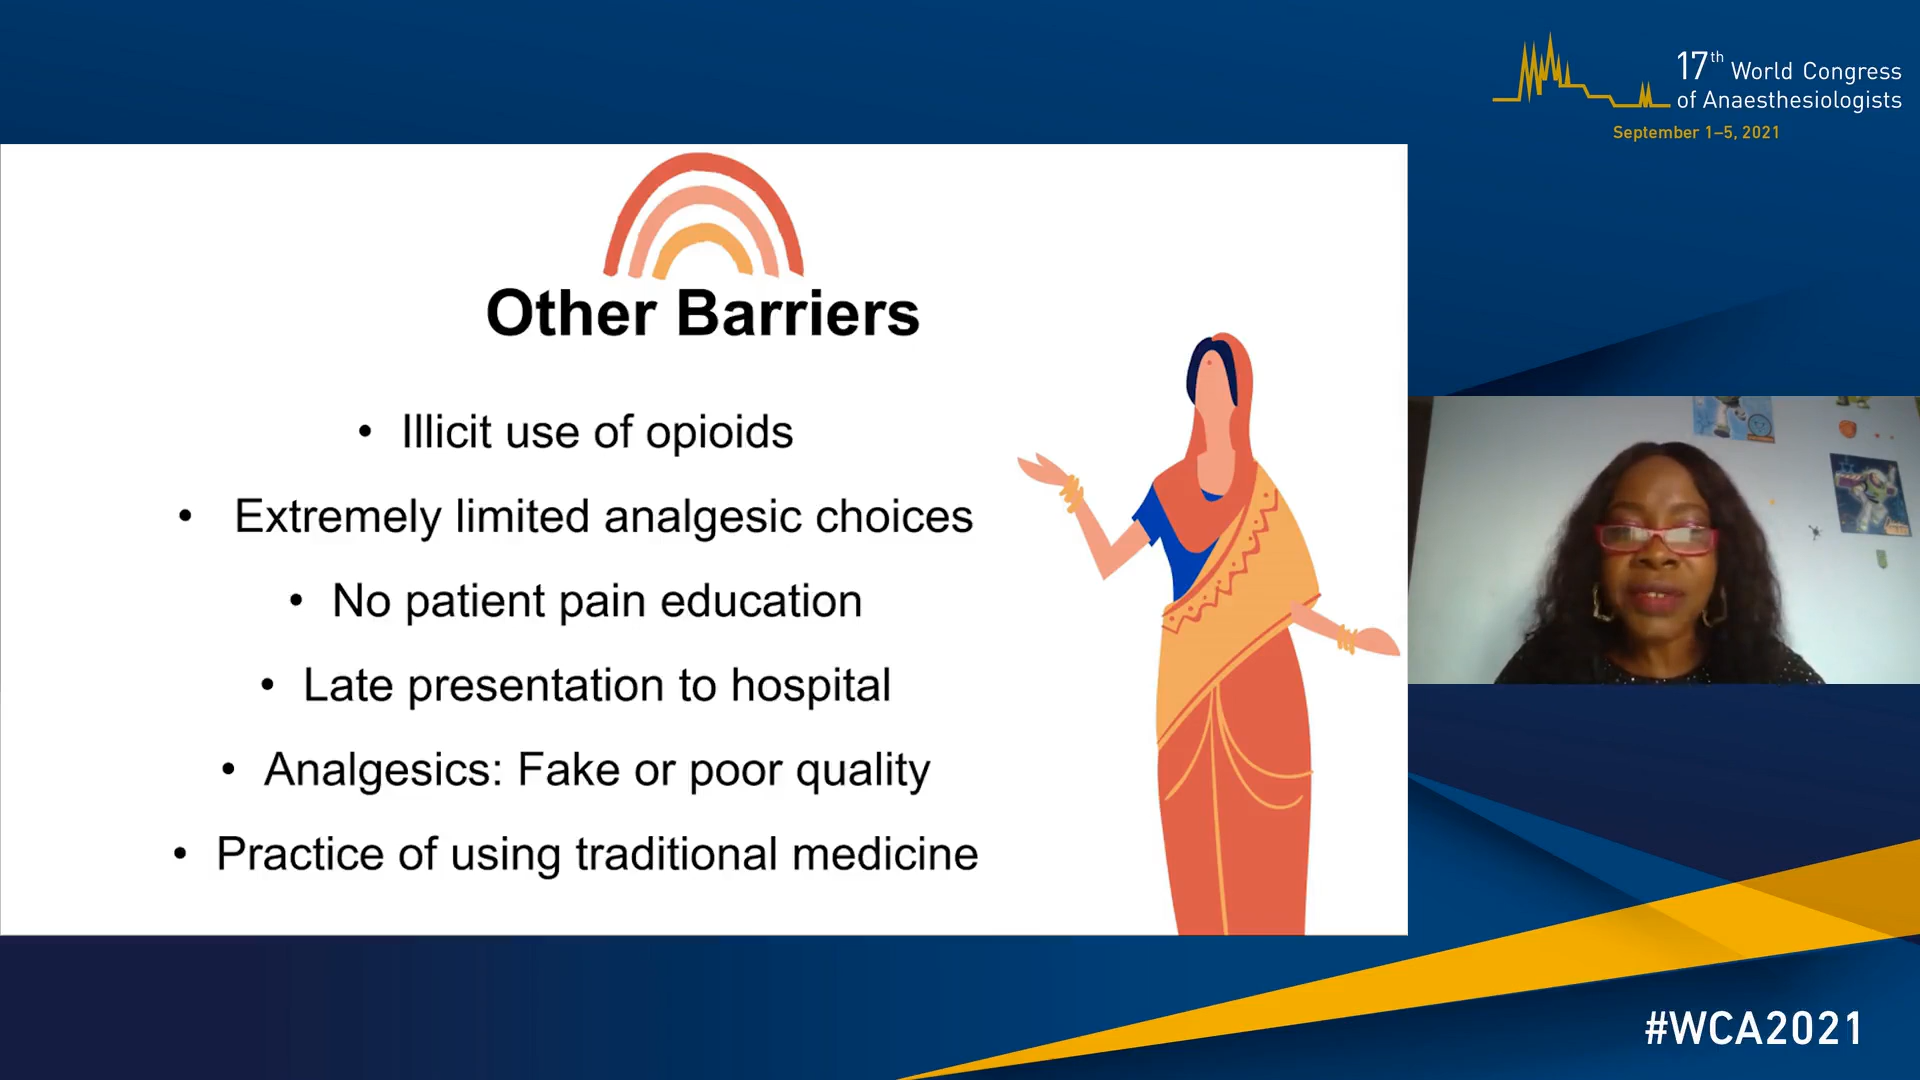 17th World Congress
of Anaesthesiologists
September 1–5, 2021
Other Barriers
• Illicit use of opioids
• Extremely limited analgesic choices
• No patient pain education
• Late presentation to hospital
• Analgesics: Fake or poor quality
• Practice of using traditional medicine
#WCA2021